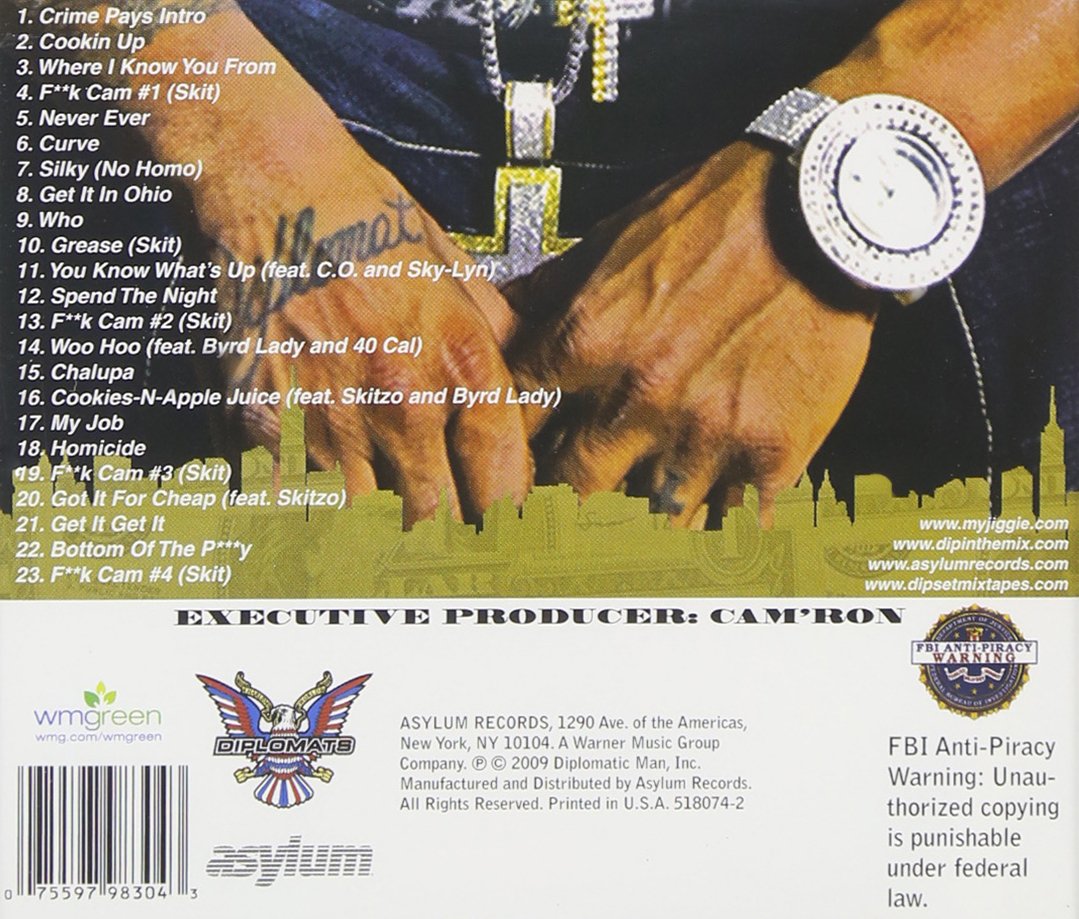 1. Crime Pays Intro
2. Cookin Up
3. Where I Know You From
4. F**k Cam #1 (Skit)
5. Never Ever
6. Curve
7. Silky (No Homo)
8. Get It In Ohio
9. Who
10. Grease (Skit)
11. You Know What's Up (feat. C.O. and Sky-Lyn)
12. Spend The Night
13. F**k Cam #2 (Skit)
14. Woo Hoo (feat. Byrd Lady and 40 Cal)
15. Chalupa
16. Cookies-N-Apple Juice (feat. Skitzo and Byrd Lady)
17. My Job
18. Homicide
19. F**k Cam #3 (Skit)
20. Got It For Cheap (feat. Skitzo)
21. Get It Get It
22. Bottom Of The P***y
23. F**k Cam #4 (Skit)
Diplomat
www.myjiggie.com
www.dipinthemix.com
www.asylumrecords.com
www.dipsetmixtapes.com
EXECUTIVE PRODUCER: CAM'RON
wmgreen
wmg.com/wmgreen
DIPLOMATS
asylum
ASYLUM RECORDS, 1290 Ave. of the Americas,
New York, NY 10104. A Warner Music Group
Company. ℗ © 2009 Diplomatic Man, Inc.
Manufactured and Distributed by Asylum Records.
All Rights Reserved. Printed in U.S.A. 518074-2
DEPARTMENT OF JUSTICE
FBI ANTI-PIRACY
WARNING
FEDERAL BUREAU OF INVESTIGATION
FBI Anti-Piracy
Warning: Unau-
thorized copying
is punishable
under federal
law.
0 75597 98304 3